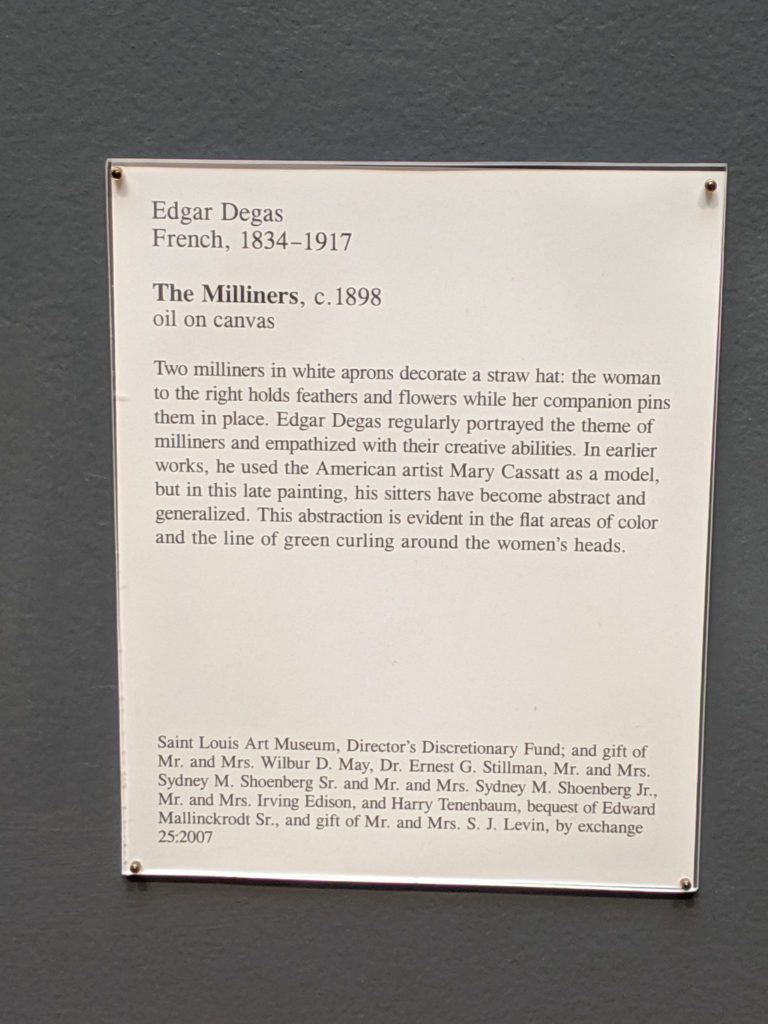 Edgar Degas
French, 1834–1917
The Milliners, c.1898
oil on canvas
Two milliners in white aprons decorate a straw hat: the woman
to the right holds feathers and flowers while her companion pins
them in place. Edgar Degas regularly portrayed the theme of
milliners and empathized with their creative abilities. In earlier
works, he used the American artist Mary Cassatt as a model,
but in this late painting, his sitters have become abstract and
generalized. This abstraction is evident in the flat areas of color
and the line of green curling around the women's heads.
Saint Louis Art Museum, Director's Discretionary Fund; and gift of
Mr. and Mrs. Wilbur D. May, Dr. Ernest G. Stillman, Mr. and Mrs.
Sydney M. Shoenberg Sr. and Mr. and Mrs. Sydney M. Shoenberg Jr.,
Mr. and Mrs. Irving Edison, and Harry Tenenbaum, bequest of Edward
Mallinckrodt Sr., and gift of Mr. and Mrs. S. J. Levin, by exchange
25:2007